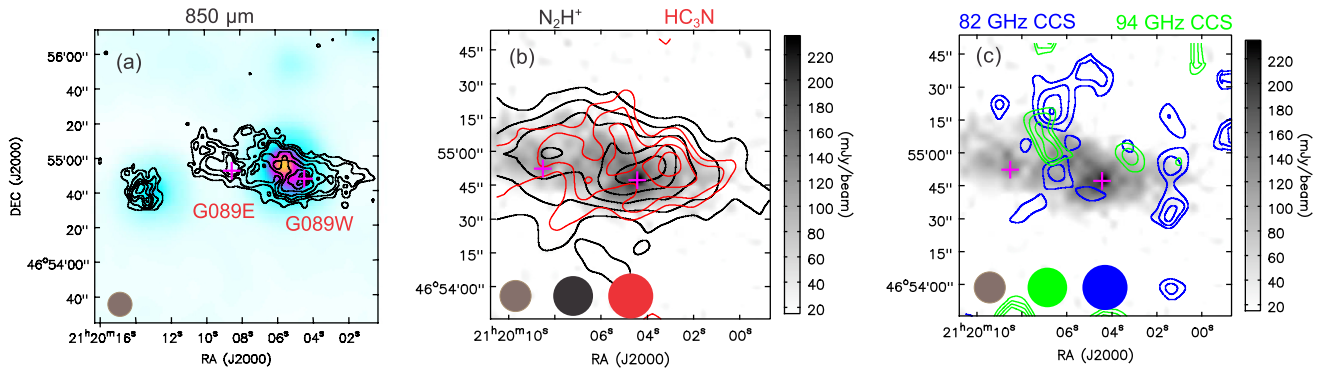 850 μm
(a)
56'00''
40''
20''
55'00''
40''
20''
46°54'00''
40''
DEC (J2000)
G089E
G089W
21ʰ20ᵐ16ˢ 12ˢ 10ˢ 08ˢ 06ˢ 04ˢ 02ˢ
RA (J2000)
N₂H⁺ HC₃N
(b)
45''
30''
15''
55'00''
45''
30''
15''
46°54'00''
21ʰ20ᵐ10ˢ 06ˢ 04ˢ 02ˢ 00ˢ
RA (J2000)
220
200
180
160
140
120
100
80
60
40
20
(mJy/beam)
82 GHz CCS 94 GHz CCS
(c)
45''
30''
15''
55'00''
45''
30''
15''
46°54'00''
21ʰ20ᵐ10ˢ 06ˢ 04ˢ 02ˢ 00ˢ
RA (J2000)
220
200
180
160
140
120
100
80
60
40
20
(mJy/beam)